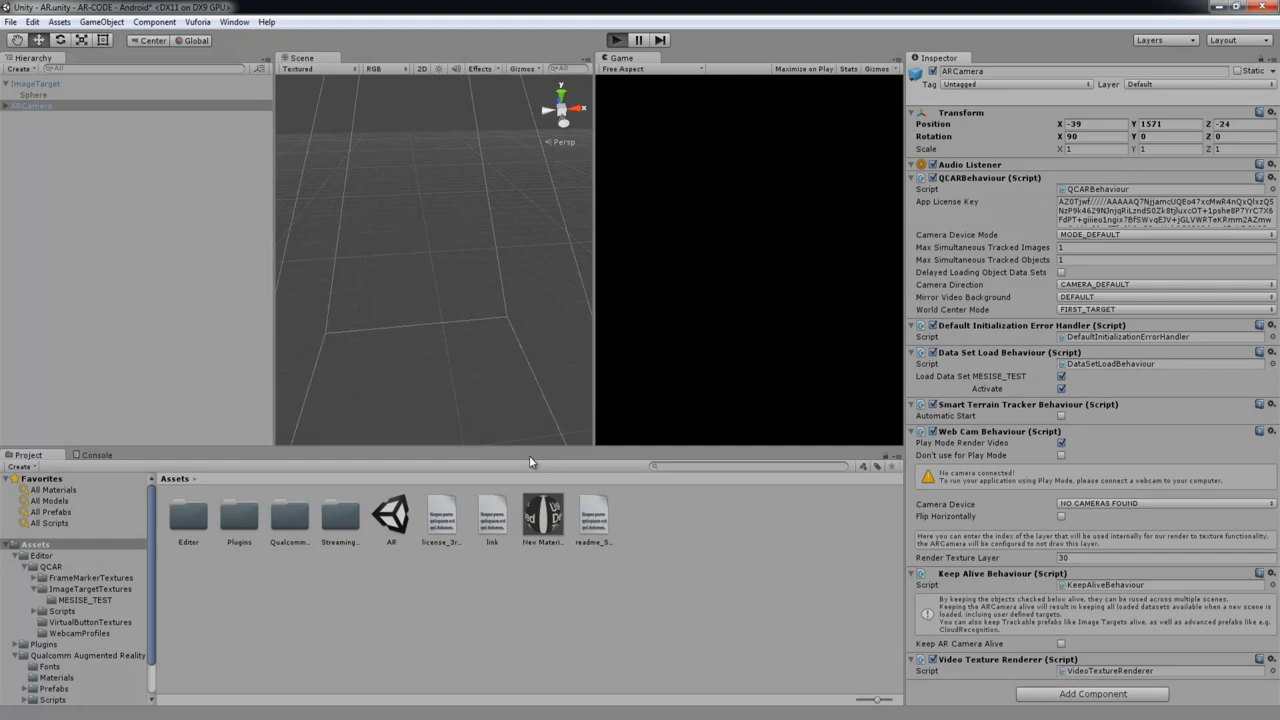 Unity - AR.unity - AR-CODE - Android* <DX11 on DX9 GPU>
File Edit Assets GameObject Component Vuforia Window Help
Center Global Layers Layout
Hierarchy
Create All
ImageTarget
Sphere
ARCamera
Scene
Textured RGB 2D Effects Gizmos All
y
x
Persp
Game
Free Aspect Maximize on Play Stats Gizmos
Inspector
ARCamera Static
Tag Untagged Layer Default
Transform
Position X -39 Y 1571 Z -24
Rotation X 90 Y 0 Z 0
Scale X 1 Y 1 Z 1
Audio Listener
QCARBehaviour (Script)
Script QCARBehaviour
App License Key
Camera Device Mode MODE_DEFAULT
Max Simultaneous Tracked Images 1
Max Simultaneous Tracked Objects 1
Delayed Loading Object Data Sets
Camera Direction CAMERA_DEFAULT
Mirror Video Background DEFAULT
World Center Mode FIRST_TARGET
Default Initialization Error Handler (Script)
Script DefaultInitializationErrorHandler
Data Set Load Behaviour (Script)
Script DataSetLoadBehaviour
Load Data Set MESISE_TEST
Activate
Smart Terrain Tracker Behaviour (Script)
Automatic Start
Web Cam Behaviour (Script)
Play Mode Render Video
Don't use for Play Mode
No camera connected!
To run your application using Play Mode, please connect a webcam to your computer.
Camera Device NO CAMERAS FOUND
Flip Horizontally
Here you can enter the index of the layer that will be used internally for our render to texture functionality.
the ARCamera will be configured to not draw this layer.
Render Texture Layer 30
Keep Alive Behaviour (Script)
Script KeepAliveBehaviour
By keeping the objects checked below alive, they can be rused across multiple scenes.
Keeping the ARCamera alive will result in keeping all loaded datasets available when a new scene is
loaded, incluing user defined targets.
You can also keep Trackable prefabs like Image Targets alive, as well as advanced prefabs like e.g.
CloudRecognition.
Keep AR Camera Alive
Video Texture Renderer (Script)
Script VideoTextureRenderer
Add Component
Project Console
Create
Favorites
All Materials
All Models
All Prefabs
All Scripts
Assets
Editor
QCAR
FrameMarkerTextures
ImageTargetTextures
MESISE_TEST
Scripts
VirtualButtonTextures
WebcamProfiles
Plugins
Qualcomm Augmented Reality
Fonts
Materials
Prefabs
Scripts
Assets
Editor Plugins Qualcomm... Streaming... AR license_3r... link New Materi... readme_S...